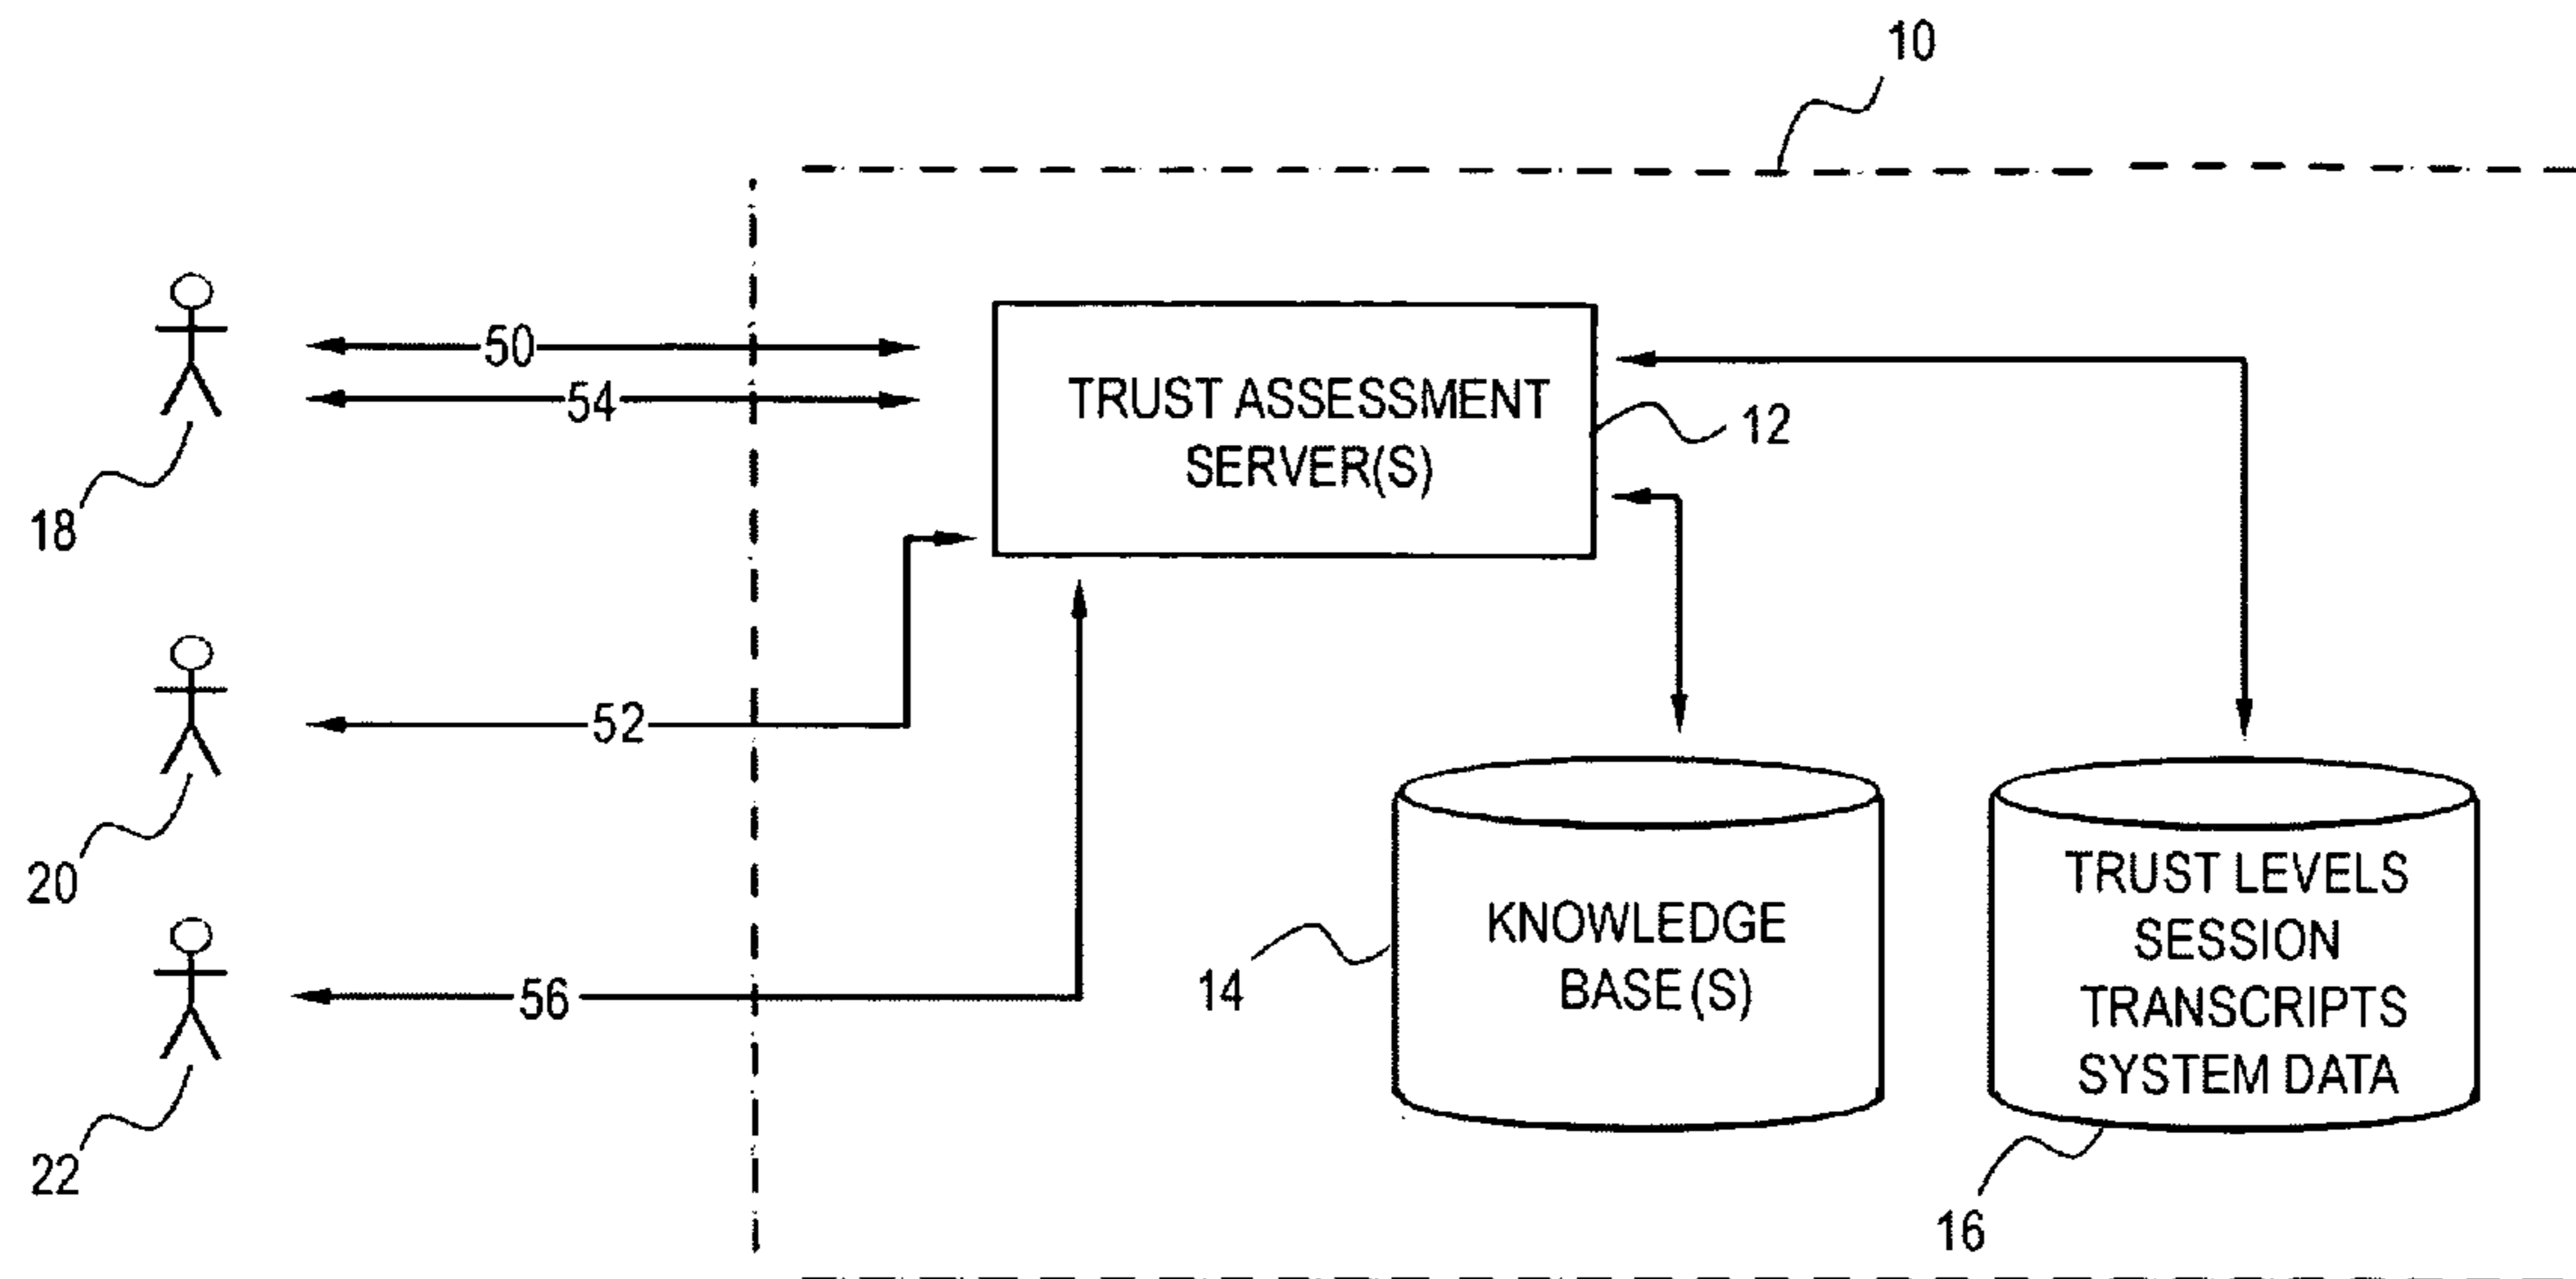 10
50
54
TRUST ASSESSMENT
SERVER(S)
12
18
52
20
KNOWLEDGE
BASE(S)
14
TRUST LEVELS
SESSION
TRANSCRIPTS
SYSTEM DATA
56
22
16